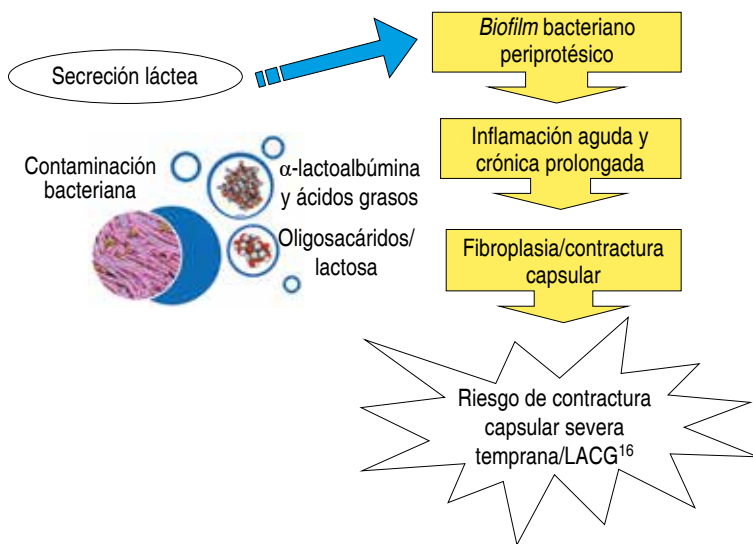 Secreción láctea
Contaminación
bacteriana
α-lactoalbúmina
y ácidos grasos
Oligosacáridos/
lactosa
Biofilm bacteriano
periprotésico
Inflamación aguda y
crónica prolongada
Fibroplasia/contractura
capsular
Riesgo de contractura
capsular severa
temprana/LACG16